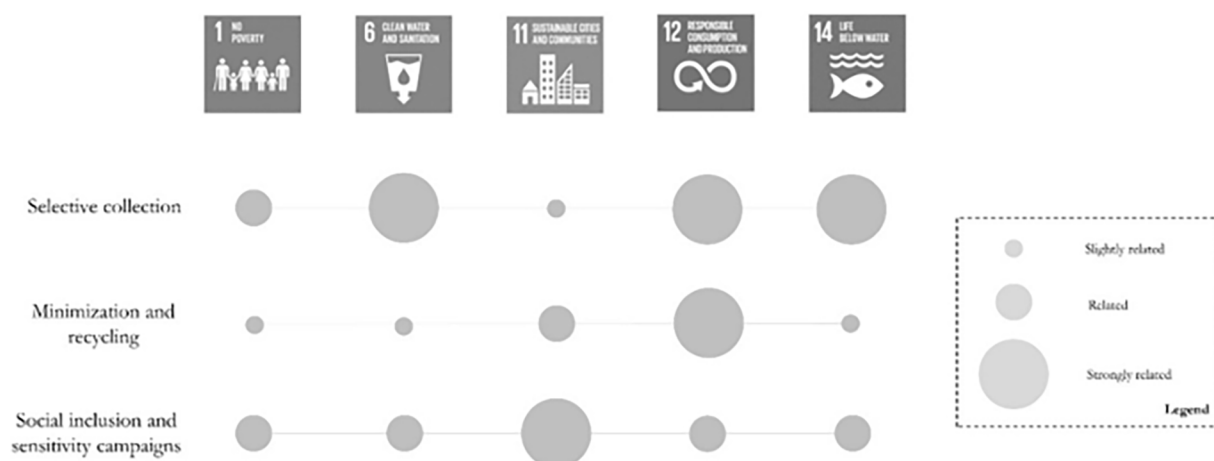 1 NO
POVERTY
6 CLEAN WATER
AND SANITATION
11 SUSTAINABLE CITIES
AND COMMUNITIES
12 RESPONSIBLE
CONSUMPTION
AND PRODUCTION
14 LIFE
BELOW WATER
Selective collection
Minimization and
recycling
Social inclusion and
sensitivity campaigns
Slightly related
Related
Strongly related
Legend